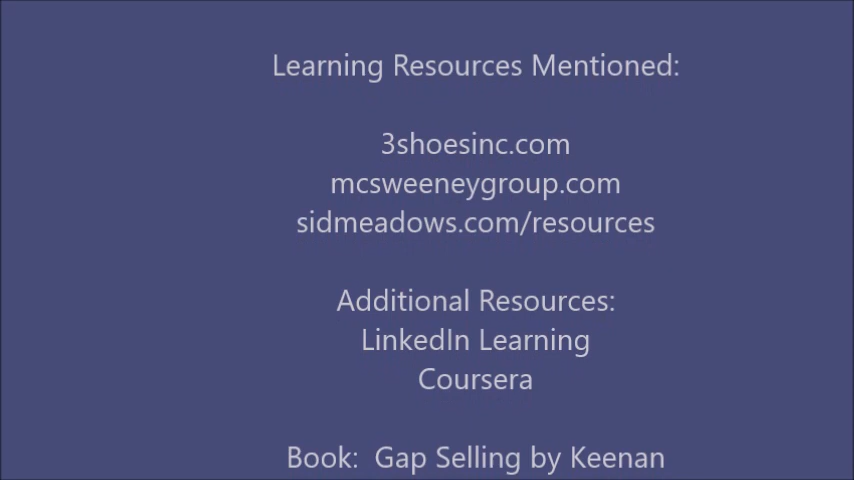 Learning Resources Mentioned:
3shoesinc.com
mcsweeneygroup.com
sidmeadows.com/resources
Additional Resources:
LinkedIn Learning
Coursera
Book:  Gap Selling by Keenan